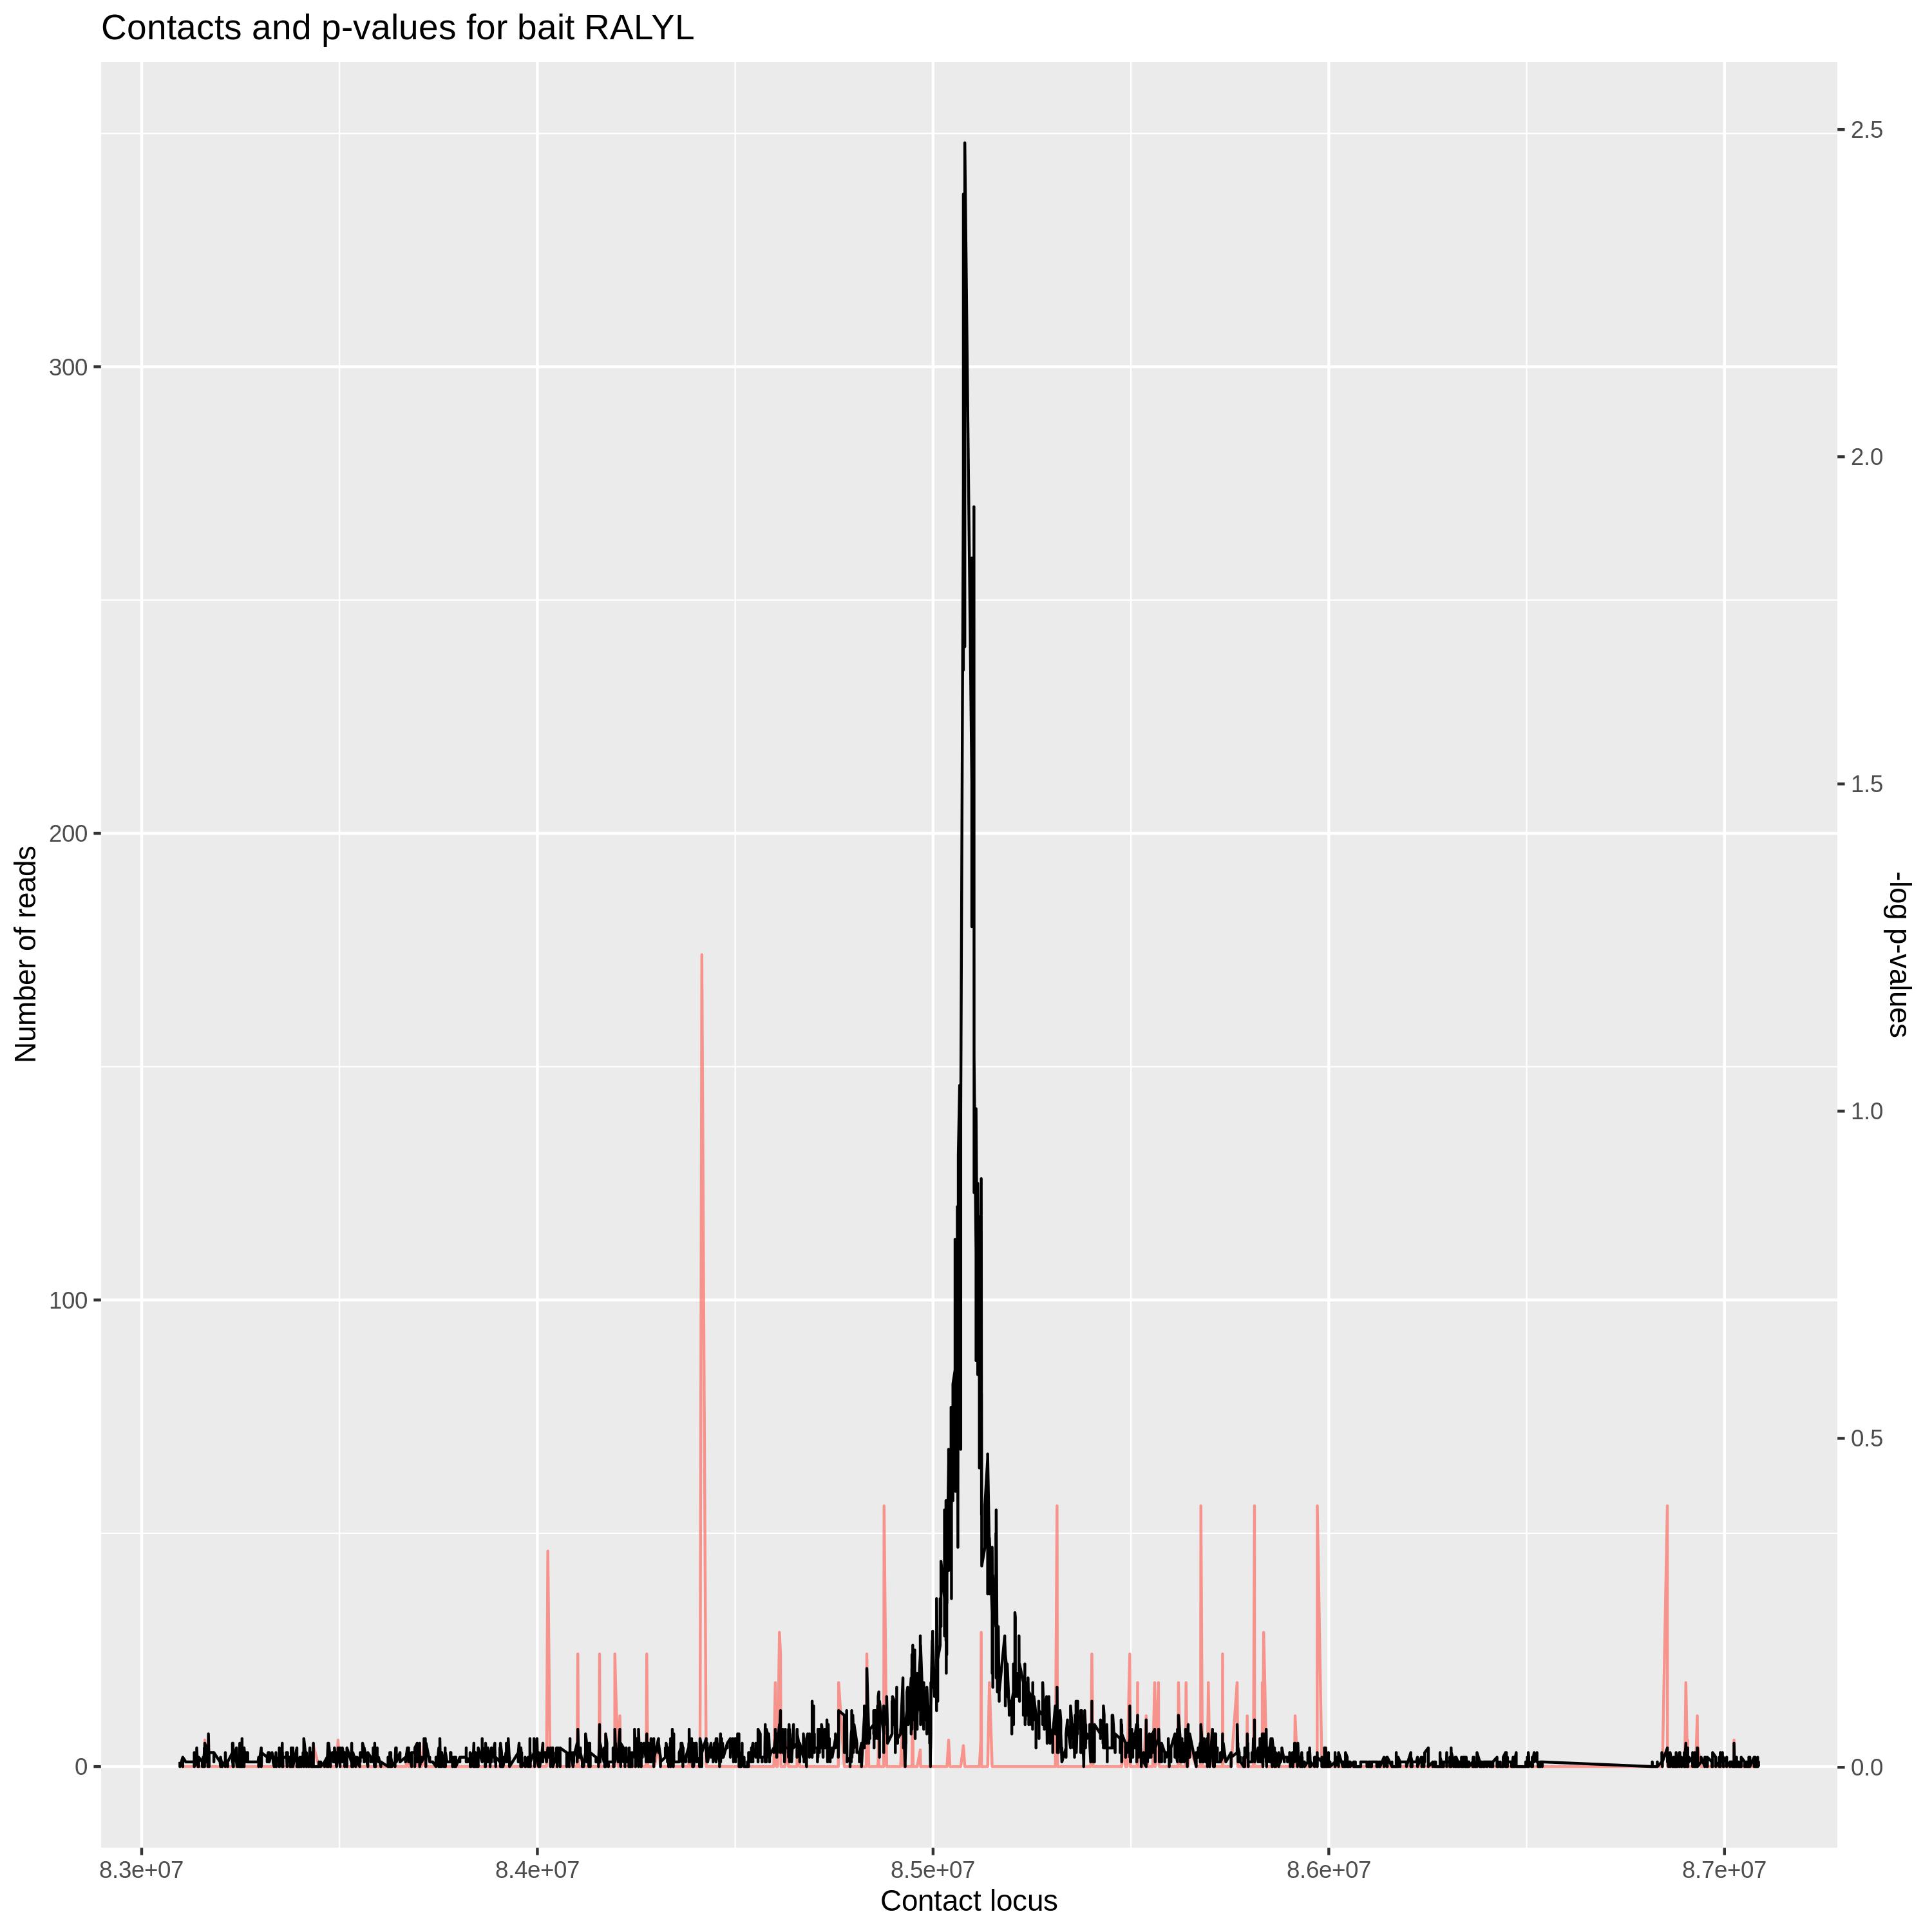 Contacts and p-values for bait RALYL
Number of reads
300
200
100
0
2.5
2.0
1.5
1.0
0.5
0.0
-log p-values
8.3e+07 8.4e+07 8.5e+07 8.6e+07 8.7e+07
Contact locus